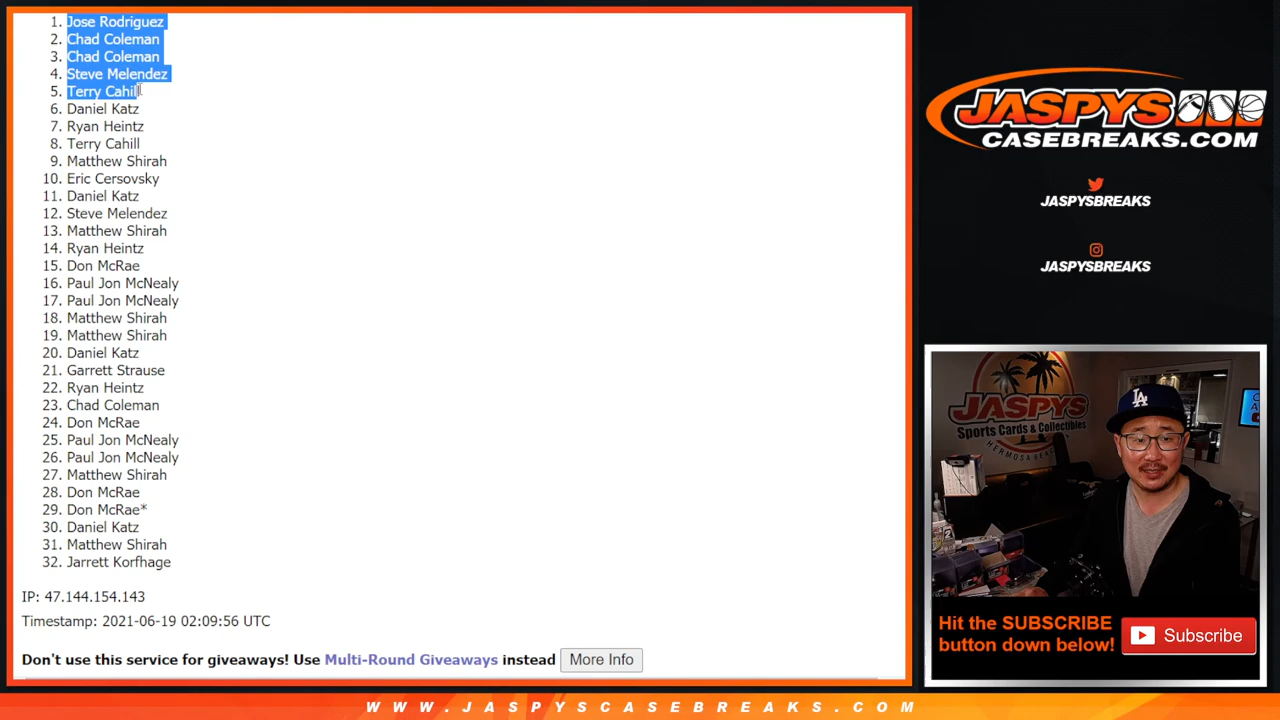 1. Jose Rodriguez
2. Chad Coleman
3. Chad Coleman
4. Steve Melendez
5. Terry Cahill
6. Daniel Katz
7. Ryan Heintz
8. Terry Cahill
9. Matthew Shirah
10. Eric Cersovsky
11. Daniel Katz
12. Steve Melendez
13. Matthew Shirah
14. Ryan Heintz
15. Don McRae
16. Paul Jon McNealy
17. Paul Jon McNealy
18. Matthew Shirah
19. Matthew Shirah
20. Daniel Katz
21. Garrett Strause
22. Ryan Heintz
23. Chad Coleman
24. Don McRae
25. Paul Jon McNealy
26. Paul Jon McNealy
27. Matthew Shirah
28. Don McRae
29. Don McRae*
30. Daniel Katz
31. Matthew Shirah
32. Jarrett Korfhage
IP: 47.144.154.143
Timestamp: 2021-06-19 02:09:56 UTC
Don't use this service for giveaways! Use Multi-Round Giveaways instead More Info
JASPYS
CASEBREAKS.COM
JASPYSBREAKS
JASPYSBREAKS
JASPYS
Sports Cards & Collectibles
HERMOSA BEACH
LA
Hit the SUBSCRIBE
button down below!
Subscribe
WWW.JASPYSCASEBREAKS.COM